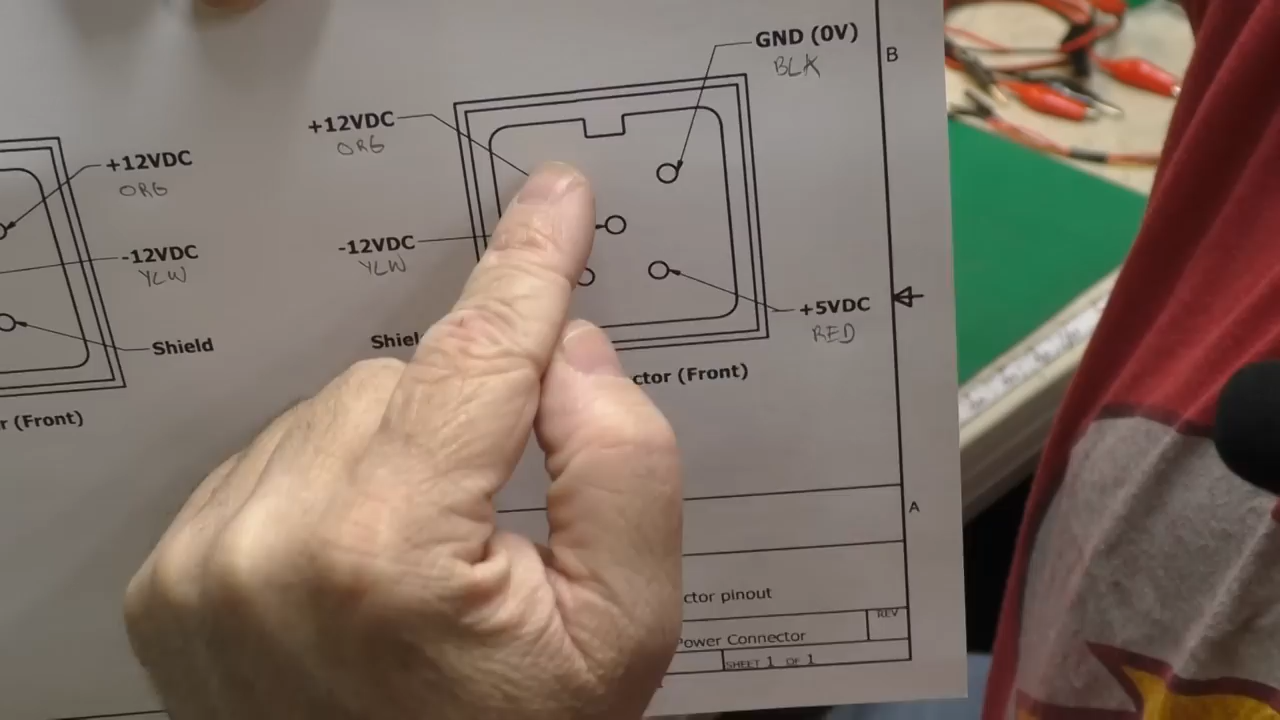 GND (0V)
BLK
B
+12VDC
ORG
+12VDC
ORG
-12VDC
YLW
-12VDC
YLW
+5VDC
RED
Shield
Shiel
r (Front)
ctor (Front)
A
ctor pinout
REV
Power Connector
SHEET 1 OF 1